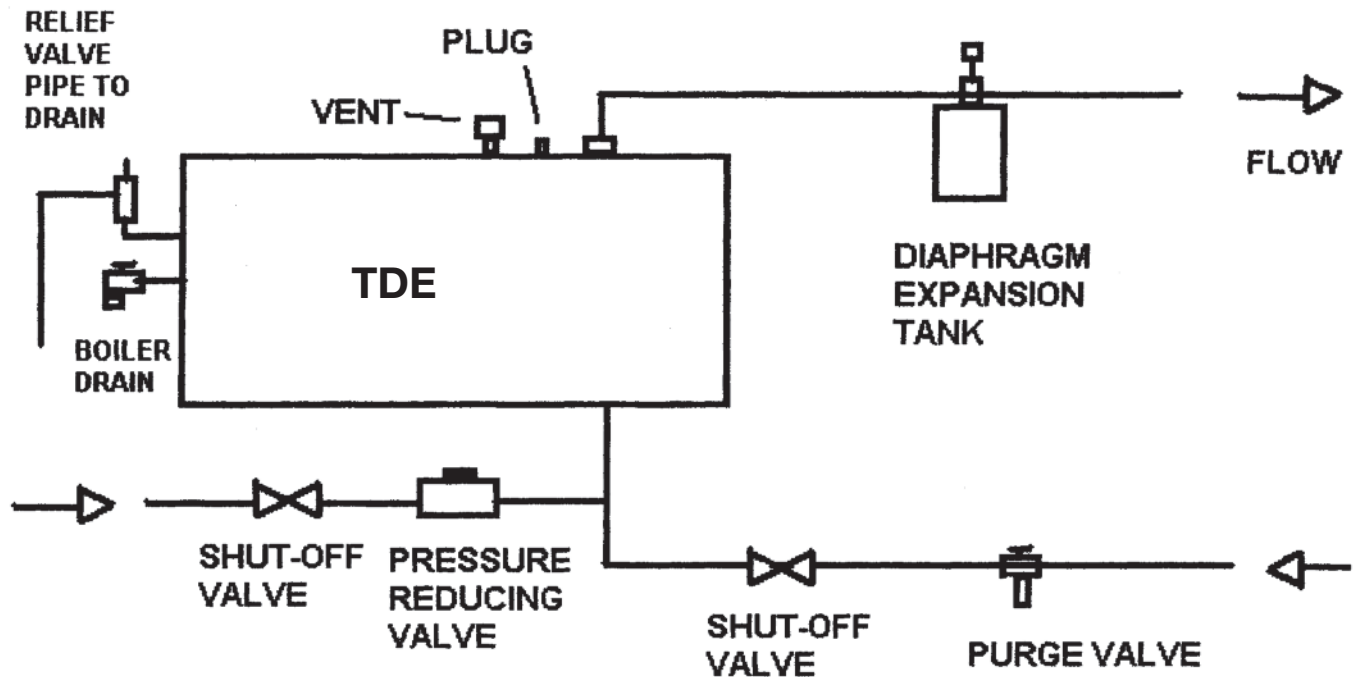 RELIEF
VALVE
PIPE TO
DRAIN
PLUG
VENT
FLOW
TDE
DIAPHRAGM
EXPANSION
TANK
BOILER
DRAIN
SHUT-OFF
VALVE
PRESSURE
REDUCING
VALVE
SHUT-OFF
VALVE
PURGE VALVE